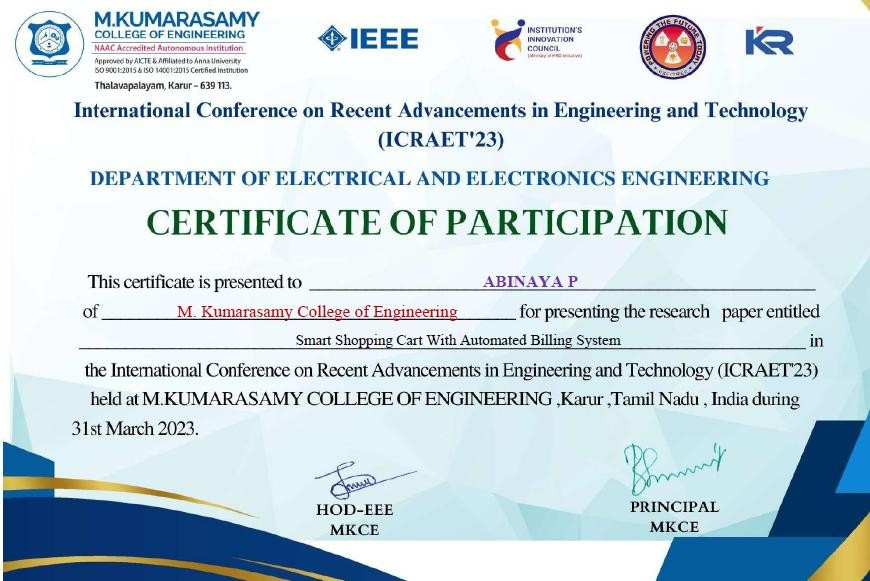 M.KUMARASAMY
COLLEGE OF ENGINEERING
NAAC Accredited Autonomous Institution
Approved by AICTE & Affiliated to Anna University
ISO 9001:2015 & ISO 14001:2015 Certified Institution
Thalavapalayam, Karur – 639 113.
IEEE
INSTITUTION'S
INNOVATION
COUNCIL
POWERING THE FUTURE TODAY
KR
International Conference on Recent Advancements in Engineering and Technology
(ICRAET'23)
DEPARTMENT OF ELECTRICAL AND ELECTRONICS ENGINEERING
CERTIFICATE OF PARTICIPATION
This certificate is presented to ABINAYA P
of M. Kumarasamy College of Engineering for presenting the research paper entitled
Smart Shopping Cart With Automated Billing System in
the International Conference on Recent Advancements in Engineering and Technology (ICRAET'23)
held at M.KUMARASAMY COLLEGE OF ENGINEERING ,Karur ,Tamil Nadu , India during
31st March 2023.
HOD-EEE
MKCE
PRINCIPAL
MKCE